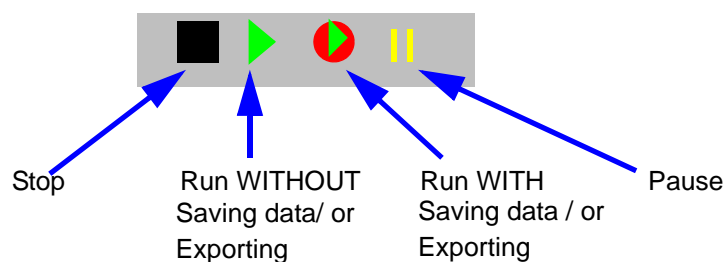 Stop
Run WITHOUT
Saving data/ or
Exporting
Run WITH
Saving data / or
Exporting
Pause